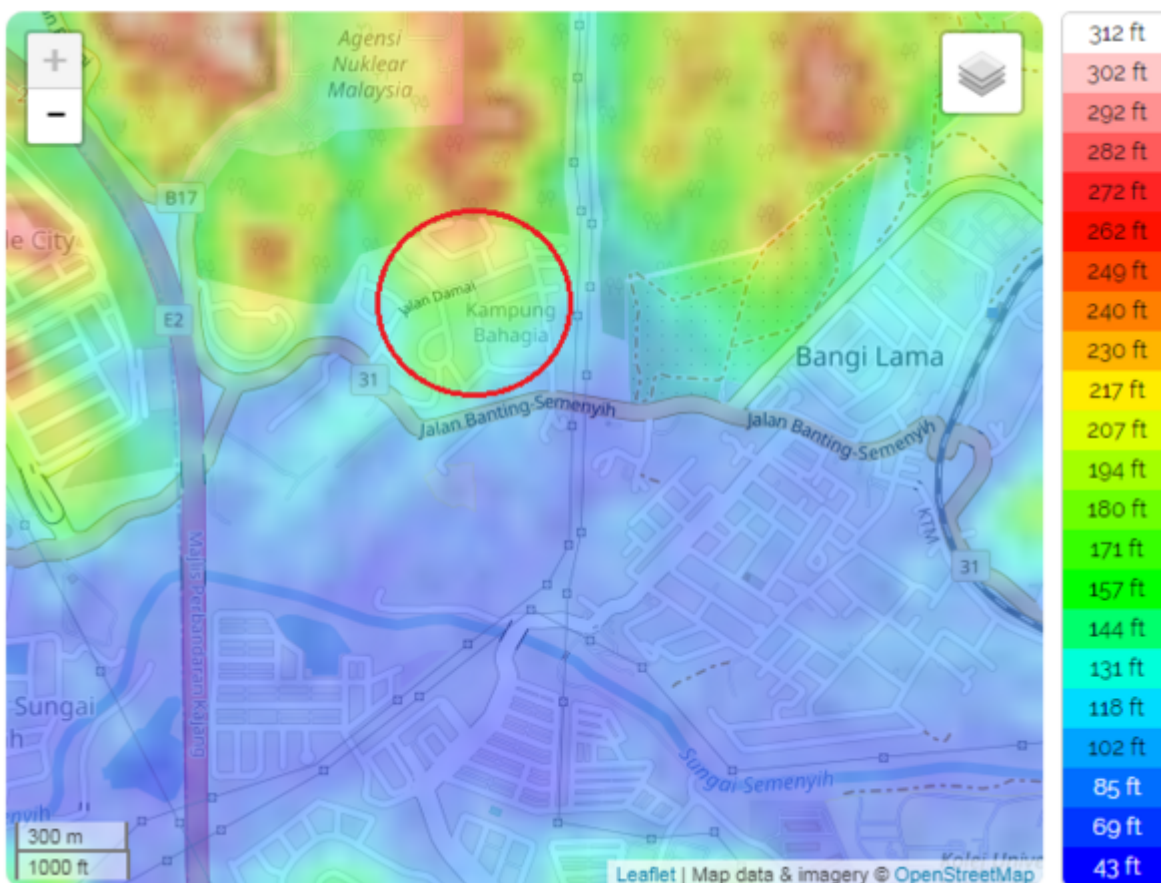 +
-
Agensi
Nuklear
Malaysia
B17
le City
E2
Jalan Damai
Kampung
Bahagia
31
Bangi Lama
Jalan Banting-Semenyih
Jalan Banting-Semenyih
KTM
31
Majlis Perbandaran Kajang
Sungai
ih
Sungai Semenyih
enyih
300 m
1000 ft
Kolej Unive
Leaflet | Map data & imagery © OpenStreetMap
312 ft
302 ft
292 ft
282 ft
272 ft
262 ft
249 ft
240 ft
230 ft
217 ft
207 ft
194 ft
180 ft
171 ft
157 ft
144 ft
131 ft
118 ft
102 ft
85 ft
69 ft
43 ft